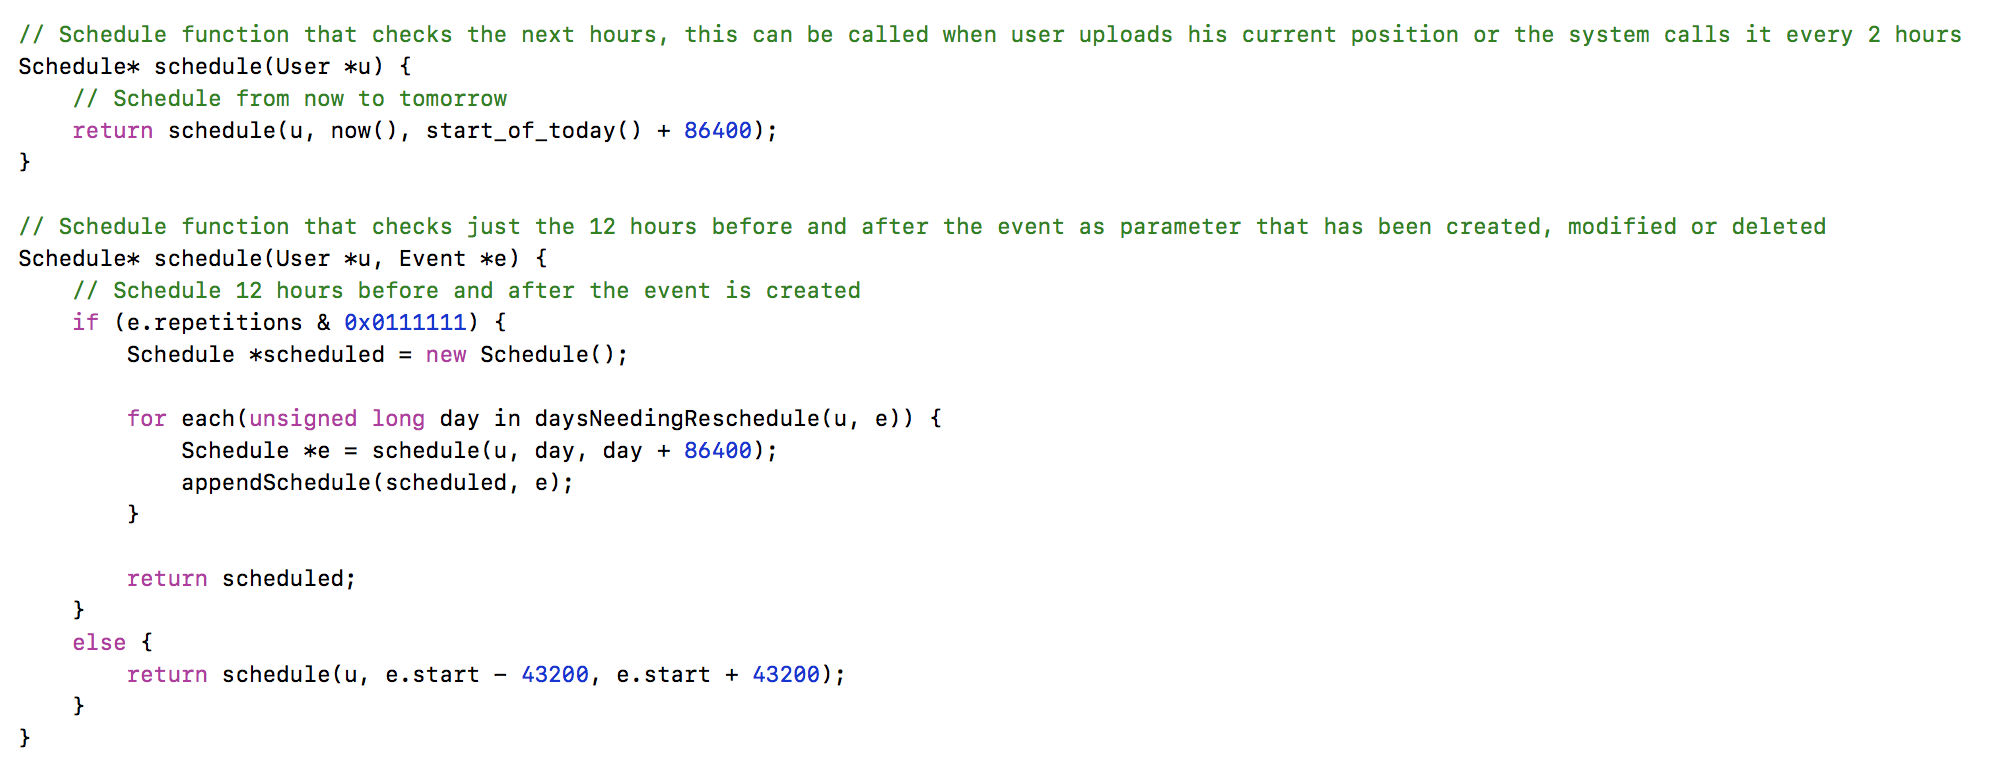 // Schedule function that checks the next hours, this can be called when user uploads his current position or the system calls it every 2 hours
Schedule* schedule(User *u) {
    // Schedule from now to tomorrow
    return schedule(u, now(), start_of_today() + 86400);
}

// Schedule function that checks just the 12 hours before and after the event as parameter that has been created, modified or deleted
Schedule* schedule(User *u, Event *e) {
    // Schedule 12 hours before and after the event is created
    if (e.repetitions & 0x0111111) {
        Schedule *scheduled = new Schedule();

        for each(unsigned long day in daysNeedingReschedule(u, e)) {
            Schedule *e = schedule(u, day, day + 86400);
            appendSchedule(scheduled, e);
        }

        return scheduled;
    }
    else {
        return schedule(u, e.start - 43200, e.start + 43200);
    }
}